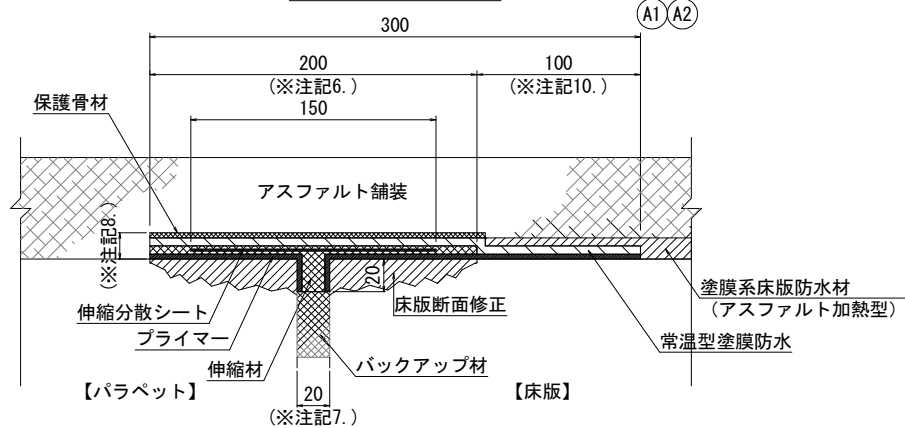 A1 A2
300
200
100
(※注記6.)
(※注記10.)
保護骨材
150
アスファルト舗装
(※注記8.)
20
伸縮分散シート
床版断面修正
塗膜系床版防水材
(アスファルト加熱型)
プライマー
常温型塗膜防水
伸縮材
バックアップ材
【パラペット】
20
【床版】
(※注記7.)